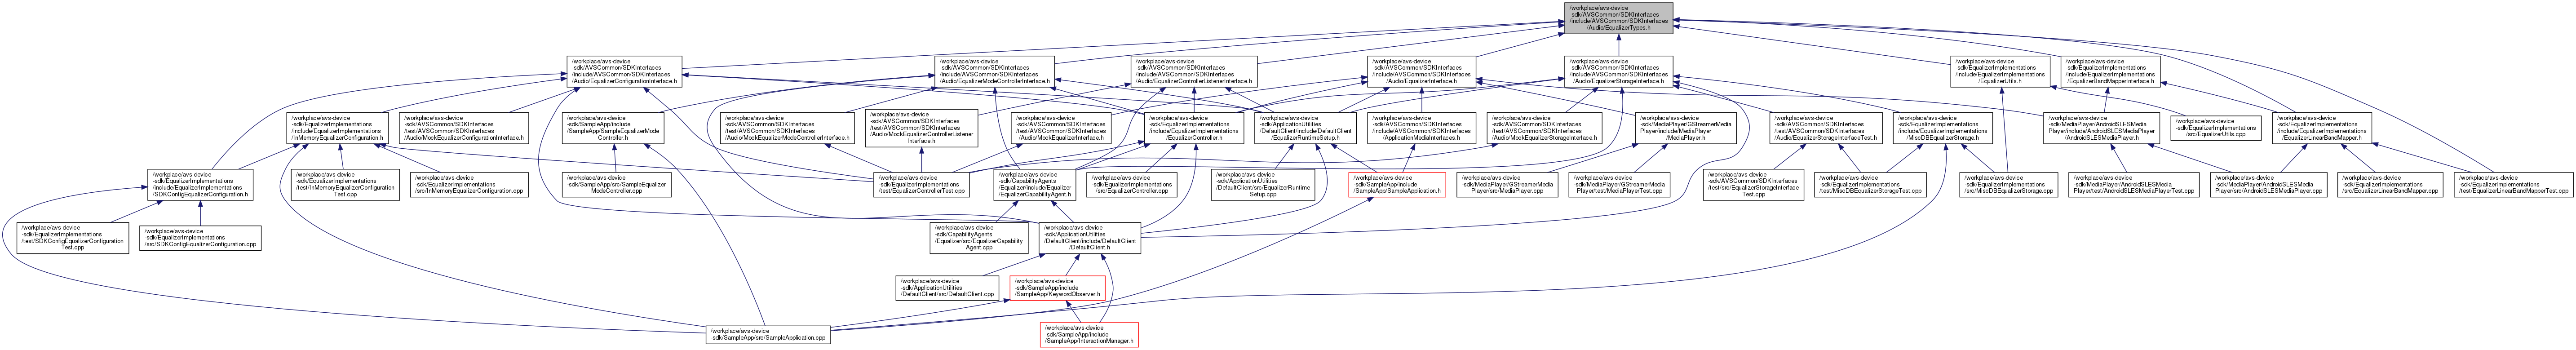 /workplace/avs-device
-sdk/AVSCommon/SDKInterfaces
/include/AVSCommon/SDKInterfaces
/Audio/EqualizerTypes.h
/workplace/avs-device
-sdk/AVSCommon/SDKInterfaces
/include/AVSCommon/SDKInterfaces
/Audio/EqualizerConfigurationInterface.h
/workplace/avs-device
-sdk/AVSCommon/SDKInterfaces
/include/AVSCommon/SDKInterfaces
/Audio/EqualizerModeControllerInterface.h
/workplace/avs-device
-sdk/AVSCommon/SDKInterfaces
/include/AVSCommon/SDKInterfaces
/Audio/EqualizerControllerListenerInterface.h
/workplace/avs-device
-sdk/AVSCommon/SDKInterfaces
/include/AVSCommon/SDKInterfaces
/Audio/EqualizerInterface.h
/workplace/avs-device
-sdk/AVSCommon/SDKInterfaces
/include/AVSCommon/SDKInterfaces
/Audio/EqualizerStorageInterface.h
/workplace/avs-device
-sdk/EqualizerImplementations
/include/EqualizerImplementations
/EqualizerUtils.h
/workplace/avs-device
-sdk/EqualizerImplementations
/include/EqualizerImplementations
/EqualizerBandMapperInterface.h
/workplace/avs-device
-sdk/EqualizerImplementations
/include/EqualizerImplementations
/InMemoryEqualizerConfiguration.h
/workplace/avs-device
-sdk/AVSCommon/SDKInterfaces
/test/AVSCommon/SDKInterfaces
/Audio/MockEqualizerConfigurationInterface.h
/workplace/avs-device
-sdk/SampleApp/include
/SampleApp/SampleEqualizerMode
Controller.h
/workplace/avs-device
-sdk/AVSCommon/SDKInterfaces
/test/AVSCommon/SDKInterfaces
/Audio/MockEqualizerModeControllerInterface.h
/workplace/avs-device
-sdk/AVSCommon/SDKInterfaces
/test/AVSCommon/SDKInterfaces
/Audio/MockEqualizerControllerListener
Interface.h
/workplace/avs-device
-sdk/AVSCommon/SDKInterfaces
/test/AVSCommon/SDKInterfaces
/Audio/MockEqualizerInterface.h
/workplace/avs-device
-sdk/EqualizerImplementations
/include/EqualizerImplementations
/EqualizerController.h
/workplace/avs-device
-sdk/ApplicationUtilities
/DefaultClient/include/DefaultClient
/EqualizerRuntimeSetup.h
/workplace/avs-device
-sdk/AVSCommon/SDKInterfaces
/include/AVSCommon/SDKInterfaces
/ApplicationMediaInterfaces.h
/workplace/avs-device
-sdk/AVSCommon/SDKInterfaces
/test/AVSCommon/SDKInterfaces
/Audio/MockEqualizerStorageInterface.h
/workplace/avs-device
-sdk/MediaPlayer/GStreamerMedia
Player/include/MediaPlayer
/MediaPlayer.h
/workplace/avs-device
-sdk/AVSCommon/SDKInterfaces
/test/AVSCommon/SDKInterfaces
/Audio/EqualizerStorageInterfaceTest.h
/workplace/avs-device
-sdk/EqualizerImplementations
/include/EqualizerImplementations
/MiscDBEqualizerStorage.h
/workplace/avs-device
-sdk/MediaPlayer/AndroidSLESMedia
Player/include/AndroidSLESMediaPlayer
/AndroidSLESMediaPlayer.h
/workplace/avs-device
-sdk/EqualizerImplementations
/src/EqualizerUtils.cpp
/workplace/avs-device
-sdk/EqualizerImplementations
/include/EqualizerImplementations
/EqualizerLinearBandMapper.h
/workplace/avs-device
-sdk/EqualizerImplementations
/include/EqualizerImplementations
/SDKConfigEqualizerConfiguration.h
/workplace/avs-device
-sdk/EqualizerImplementations
/test/InMemoryEqualizerConfiguration
Test.cpp
/workplace/avs-device
-sdk/EqualizerImplementations
/src/InMemoryEqualizerConfiguration.cpp
/workplace/avs-device
-sdk/SampleApp/src/SampleEqualizer
ModeController.cpp
/workplace/avs-device
-sdk/EqualizerImplementations
/test/EqualizerControllerTest.cpp
/workplace/avs-device
-sdk/CapabilityAgents
/Equalizer/include/Equalizer
/EqualizerCapabilityAgent.h
/workplace/avs-device
-sdk/EqualizerImplementations
/src/EqualizerController.cpp
/workplace/avs-device
-sdk/ApplicationUtilities
/DefaultClient/src/EqualizerRuntime
Setup.cpp
/workplace/avs-device
-sdk/SampleApp/include
/SampleApp/SampleApplication.h
/workplace/avs-device
-sdk/MediaPlayer/GStreamerMedia
Player/src/MediaPlayer.cpp
/workplace/avs-device
-sdk/MediaPlayer/GStreamerMedia
Player/test/MediaPlayerTest.cpp
/workplace/avs-device
-sdk/AVSCommon/SDKInterfaces
/test/src/EqualizerStorageInterface
Test.cpp
/workplace/avs-device
-sdk/EqualizerImplementations
/test/MiscDBEqualizerStorageTest.cpp
/workplace/avs-device
-sdk/EqualizerImplementations
/src/MiscDBEqualizerStorage.cpp
/workplace/avs-device
-sdk/MediaPlayer/AndroidSLESMedia
Player/test/AndroidSLESMediaPlayerTest.cpp
/workplace/avs-device
-sdk/MediaPlayer/AndroidSLESMedia
Player/src/AndroidSLESMediaPlayer.cpp
/workplace/avs-device
-sdk/EqualizerImplementations
/src/EqualizerLinearBandMapper.cpp
/workplace/avs-device
-sdk/EqualizerImplementations
/test/EqualizerLinearBandMapperTest.cpp
/workplace/avs-device
-sdk/EqualizerImplementations
/test/SDKConfigEqualizerConfiguration
Test.cpp
/workplace/avs-device
-sdk/EqualizerImplementations
/src/SDKConfigEqualizerConfiguration.cpp
/workplace/avs-device
-sdk/CapabilityAgents
/Equalizer/src/EqualizerCapability
Agent.cpp
/workplace/avs-device
-sdk/ApplicationUtilities
/DefaultClient/include/DefaultClient
/DefaultClient.h
/workplace/avs-device
-sdk/ApplicationUtilities
/DefaultClient/src/DefaultClient.cpp
/workplace/avs-device
-sdk/SampleApp/include
/SampleApp/KeywordObserver.h
/workplace/avs-device
-sdk/SampleApp/src/SampleApplication.cpp
/workplace/avs-device
-sdk/SampleApp/include
/SampleApp/InteractionManager.h